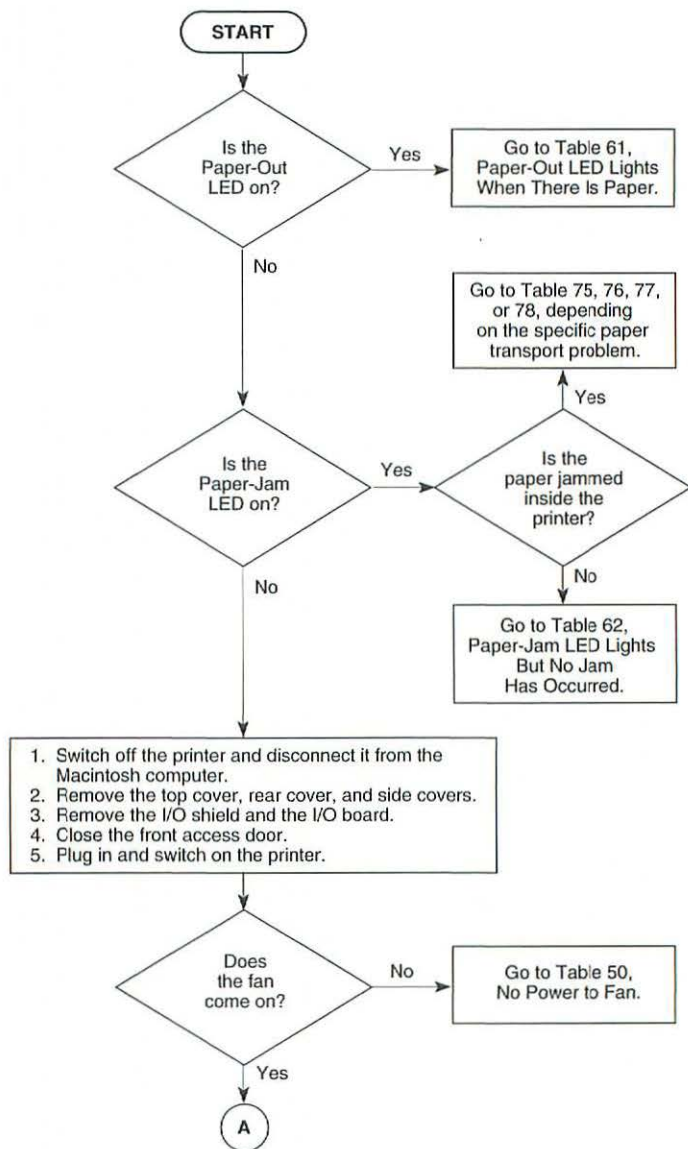 START
Is the
Paper-Out
LED on?
Yes
Go to Table 61,
Paper-Out LED Lights
When There Is Paper.
No
Go to Table 75, 76, 77,
or 78, depending
on the specific paper
transport problem.
Yes
Is the
Paper-Jam
LED on?
Yes
Is the
paper jammed
inside the
printer?
No
No
Go to Table 62,
Paper-Jam LED Lights
But No Jam
Has Occurred.
1. Switch off the printer and disconnect it from the
Macintosh computer.
2. Remove the top cover, rear cover, and side covers.
3. Remove the I/O shield and the I/O board.
4. Close the front access door.
5. Plug in and switch on the printer.
Does
the fan
come on?
No
Go to Table 50,
No Power to Fan.
Yes
A